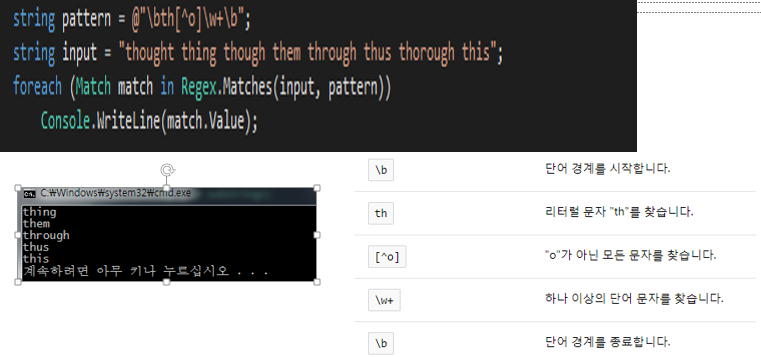 string pattern = @"\bth[^o]\w+\b";
string input = "thought thing though them through thus thorough this";
foreach (Match match in Regex.Matches(input, pattern))
Console.WriteLine(match.Value);
C:₩Windows₩system32₩cmd.exe
thing
them
through
thus
this
계속하려면 아무 키나 누르십시오 . . .
\b 단어 경계를 시작합니다.
th 리터럴 문자 "th"를 찾습니다.
[^o] "o"가 아닌 모든 문자를 찾습니다.
\w+ 하나 이상의 단어 문자를 찾습니다.
\b 단어 경계를 종료합니다.